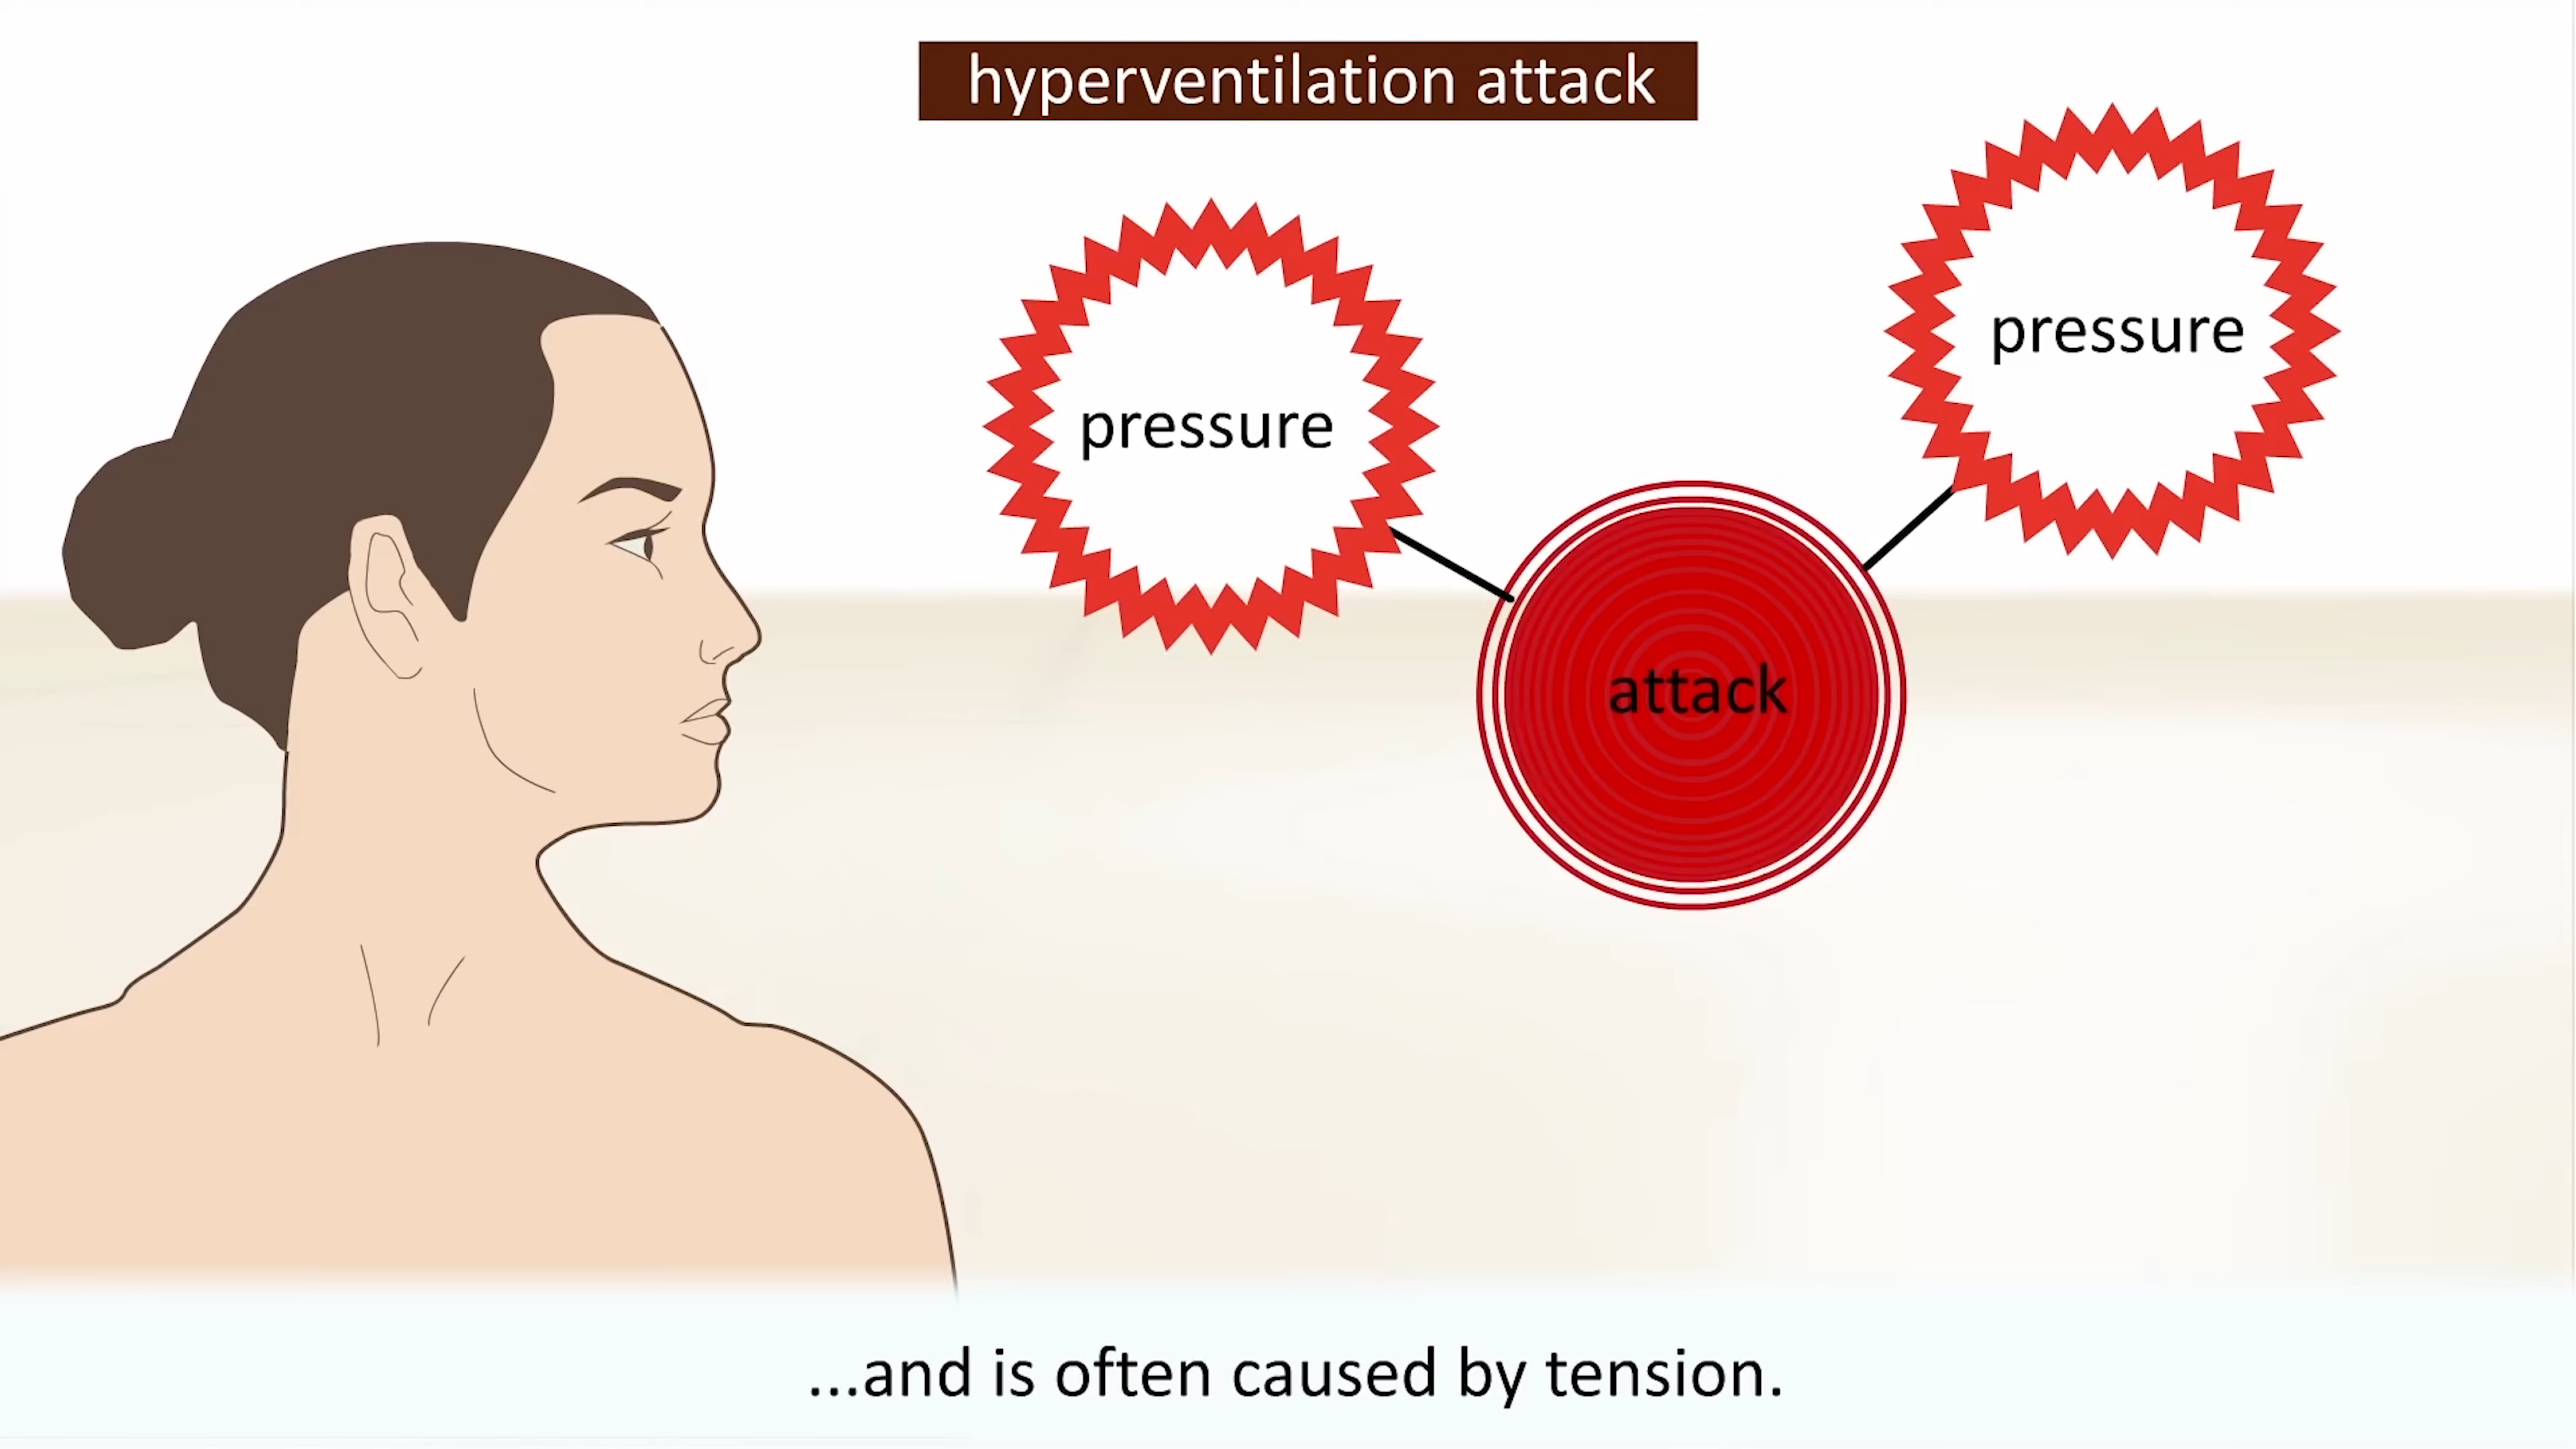 hyperventilation attack
pressure
pressure
attack
...and is often caused by tension.